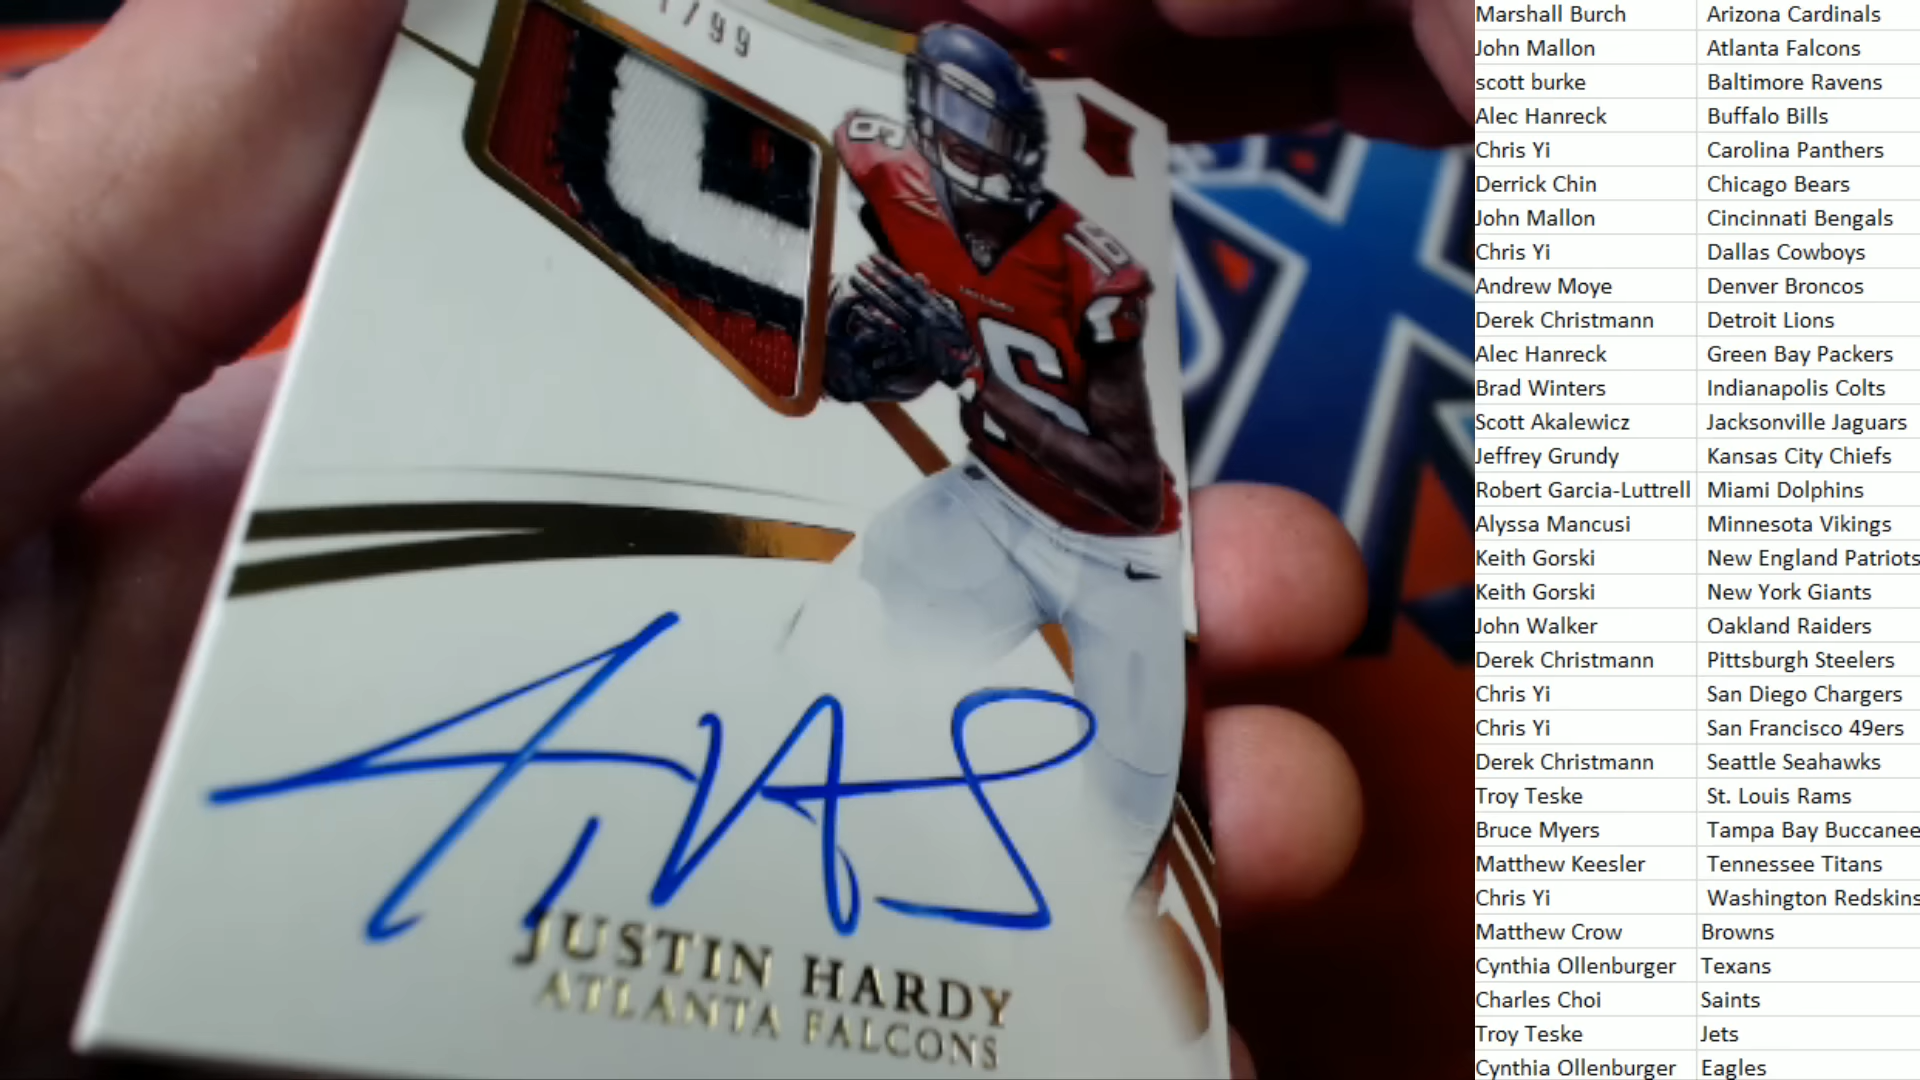 /99
16
JUSTIN HARDY
ATLANTA FALCONS
Marshall Burch Arizona Cardinals
John Mallon Atlanta Falcons
scott burke Baltimore Ravens
Alec Hanreck Buffalo Bills
Chris Yi Carolina Panthers
Derrick Chin Chicago Bears
John Mallon Cincinnati Bengals
Chris Yi Dallas Cowboys
Andrew Moye Denver Broncos
Derek Christmann Detroit Lions
Alec Hanreck Green Bay Packers
Brad Winters Indianapolis Colts
Scott Akalewicz Jacksonville Jaguars
Jeffrey Grundy Kansas City Chiefs
Robert Garcia-Luttrell Miami Dolphins
Alyssa Mancusi Minnesota Vikings
Keith Gorski New England Patriots
Keith Gorski New York Giants
John Walker Oakland Raiders
Derek Christmann Pittsburgh Steelers
Chris Yi San Diego Chargers
Chris Yi San Francisco 49ers
Derek Christmann Seattle Seahawks
Troy Teske St. Louis Rams
Bruce Myers Tampa Bay Buccanee
Matthew Keesler Tennessee Titans
Chris Yi Washington Redskins
Matthew Crow Browns
Cynthia Ollenburger Texans
Charles Choi Saints
Troy Teske Jets
Cynthia Ollenburger Eagles